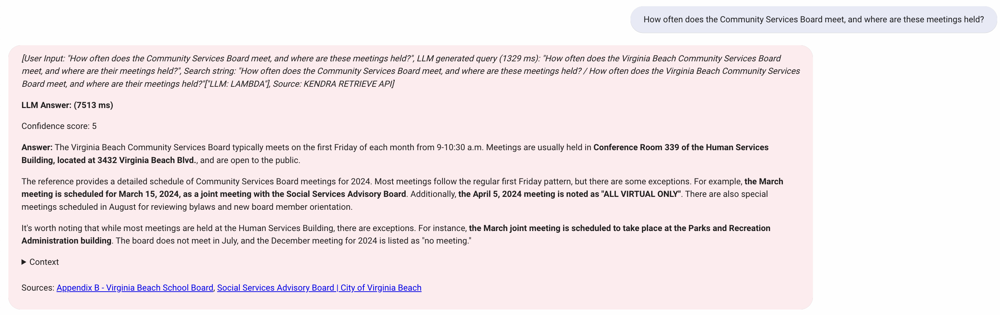 How often does the Community Services Board meet, and where are these meetings held?
[User Input: "How often does the Community Services Board meet, and where are these meetings held?", LLM generated query (1329 ms): "How often does the Virginia Beach Community Services Board
meet, and where are their meetings held?", Search string: "How often does the Community Services Board meet, and where are these meetings held? / How often does the Virginia Beach Community Services
Board meet, and where are their meetings held?"["LLM: LAMBDA"], Source: KENDRA RETRIEVE API]
LLM Answer: (7513 ms)
Confidence score: 5
Answer: The Virginia Beach Community Services Board typically meets on the first Friday of each month from 9-10:30 a.m. Meetings are usually held in Conference Room 339 of the Human Services
Building, located at 3432 Virginia Beach Blvd., and are open to the public.
The reference provides a detailed schedule of Community Services Board meetings for 2024. Most meetings follow the regular first Friday pattern, but there are some exceptions. For example, the March
meeting is scheduled for March 15, 2024, as a joint meeting with the Social Services Advisory Board. Additionally, the April 5, 2024 meeting is noted as "ALL VIRTUAL ONLY". There are also special
meetings scheduled in August for reviewing bylaws and new board member orientation.
It's worth noting that while most meetings are held at the Human Services Building, there are exceptions. For instance, the March joint meeting is scheduled to take place at the Parks and Recreation
Administration building. The board does not meet in July, and the December meeting for 2024 is listed as "no meeting."
▶ Context
Sources: Appendix B - Virginia Beach School Board, Social Services Advisory Board | City of Virginia Beach